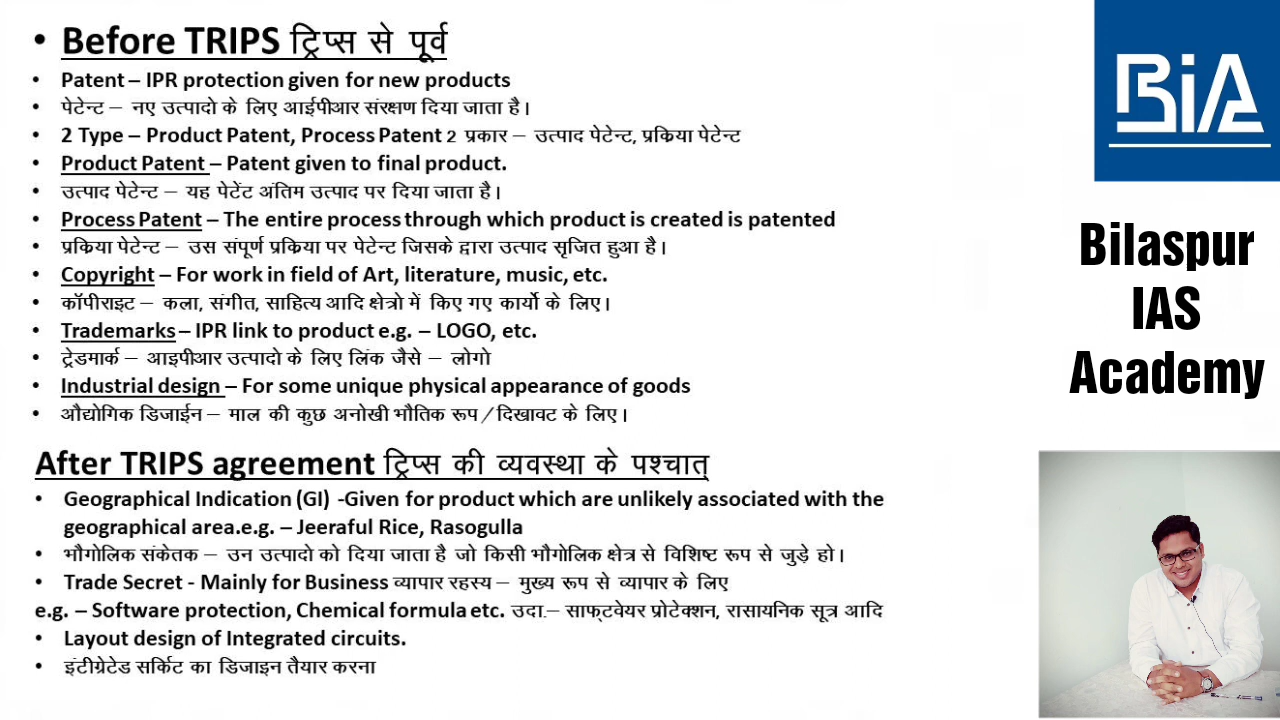 • Before TRIPS ट्रिप्स से पूर्व
• Patent – IPR protection given for new products
• पेटेन्ट – नए उत्पादो के लिए आईपीआर संरक्षण दिया जाता है।
• 2 Type – Product Patent, Process Patent 2 प्रकार – उत्पाद पेटेन्ट, प्रक्रिया पेटेन्ट
• Product Patent – Patent given to final product.
• उत्पाद पेटेन्ट – यह पेटेंट अंतिम उत्पाद पर दिया जाता है।
• Process Patent – The entire process through which product is created is patented
• प्रक्रिया पेटेन्ट – उस संपूर्ण प्रक्रिया पर पेटेन्ट जिसके द्वारा उत्पाद सृजित हुआ है।
• Copyright – For work in field of Art, literature, music, etc.
• कॉपीराइट – कला, संगीत, साहित्य आदि क्षेत्रो में किए गए कार्यो के लिए।
• Trademarks – IPR link to product e.g. – LOGO, etc.
• ट्रेडमार्क – आइपीआर उत्पादो के लिए लिंक जैसे – लोगो
• Industrial design – For some unique physical appearance of goods
• औद्योगिक डिजाईन – माल की कुछ अनोखी भौतिक रूप/दिखावट के लिए।
After TRIPS agreement ट्रिप्स की व्यवस्था के पश्चात्
• Geographical Indication (GI) -Given for product which are unlikely associated with the
geographical area.e.g. – Jeeraful Rice, Rasogulla
• भौगोलिक संकेतक – उन उत्पादो को दिया जाता है जो किसी भौगोलिक क्षेत्र से विशिष्ट रूप से जुड़े हो।
• Trade Secret - Mainly for Business व्यापार रहस्य – मुख्य रूप से व्यापार के लिए
e.g. – Software protection, Chemical formula etc. उदा.– साफ्टवेयर प्रोटेक्शन, रासायनिक सूत्र आदि
• Layout design of Integrated circuits.
• इंटीग्रेटेड सर्किट का डिजाइन तैयार करना
BiA
Bilaspur
IAS
Academy